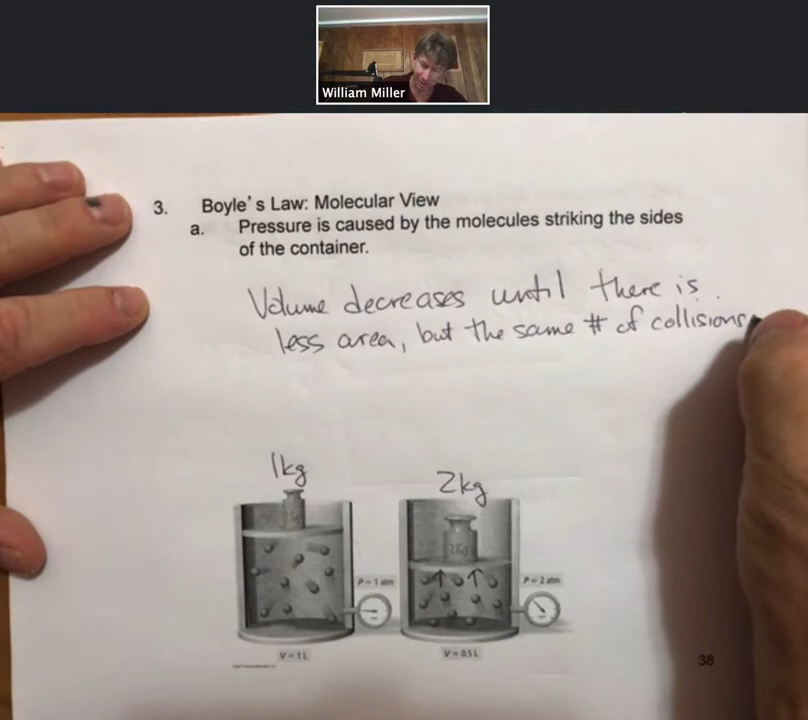 William Miller
3. Boyle's Law: Molecular View
a. Pressure is caused by the molecules striking the sides
of the container.
Volume decreases until there is
less area, but the same # of collisions
1kg
2kg
2kg
P = 1 atm
P = 2 atm
V = 1 L
V = 0.5 L
38